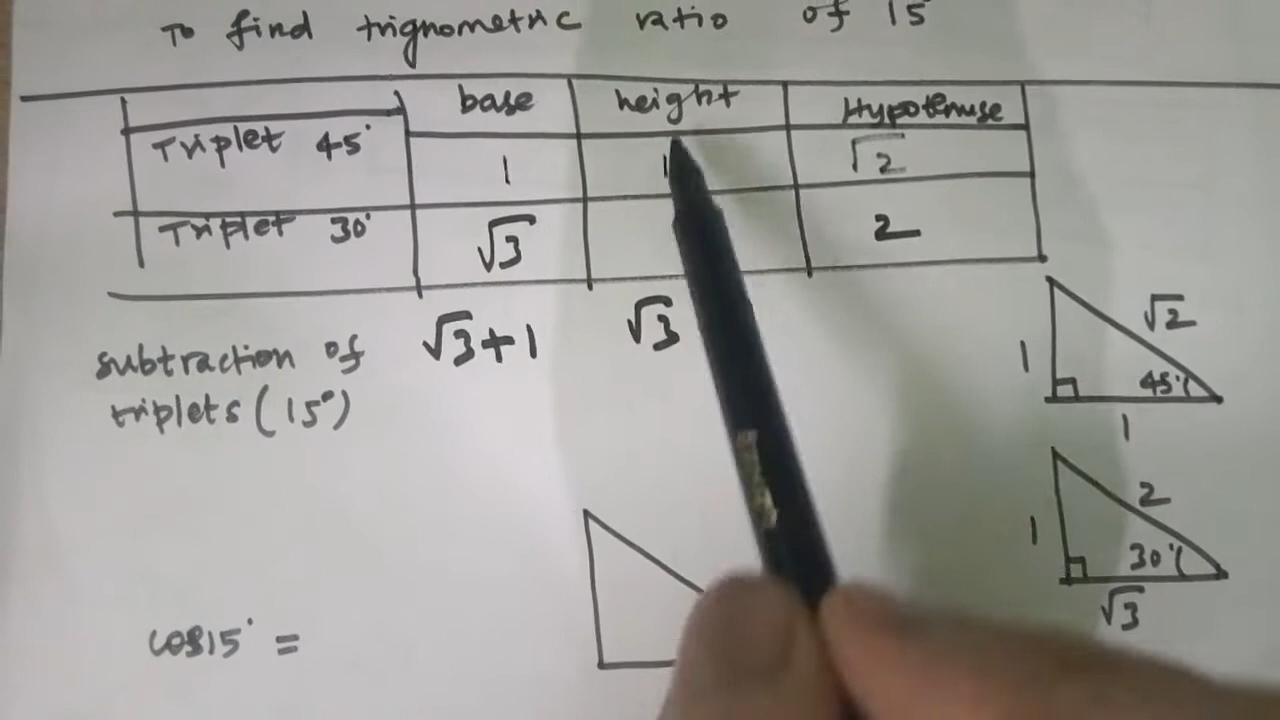 To find trignometric ratio of 15
base height Hypotenuse
Triplet 45° 1 1 √2
Triplet 30° √3 2
subtraction of triplets (15°) √3+1 √3
cos15° =
√2
1
45°
1
2
1
30°
√3